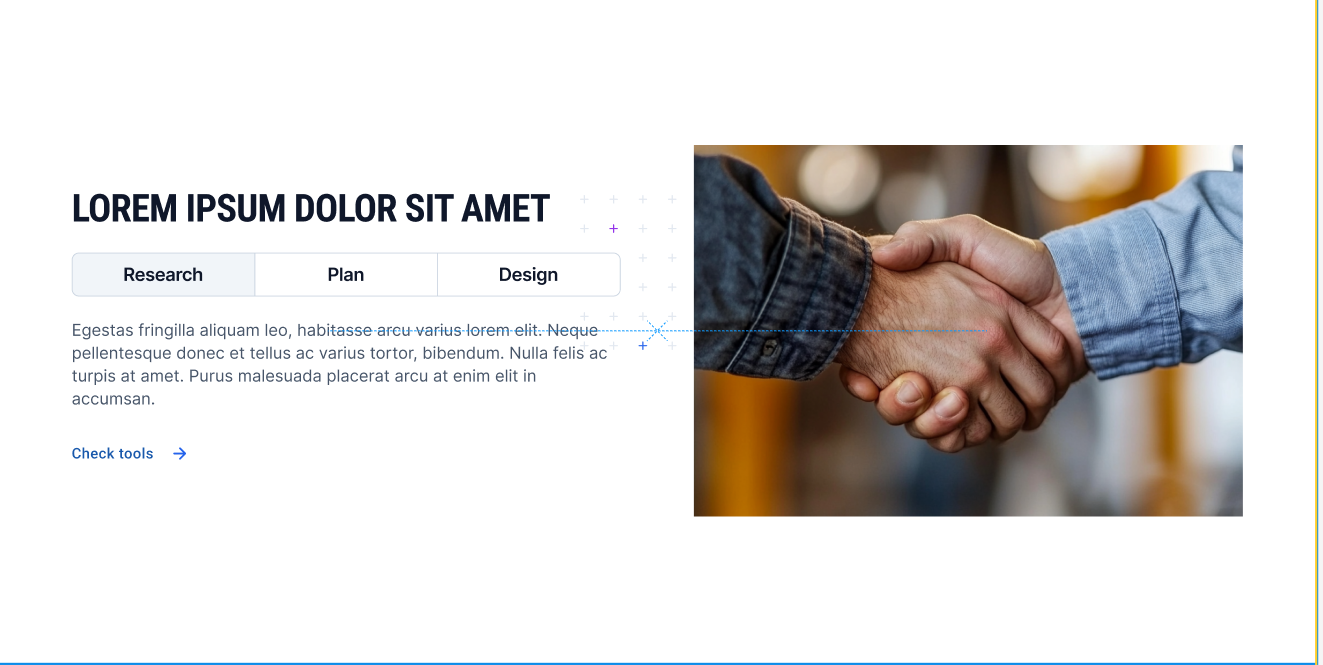 LOREM IPSUM DOLOR SIT AMET
Research
Plan
Design
Egestas fringilla aliquam leo, habitasse arcu varius lorem elit. Neque
pellentesque donec et tellus ac varius tortor, bibendum. Nulla felis ac
turpis at amet. Purus malesuada placerat arcu at enim elit in
accumsan.
Check tools